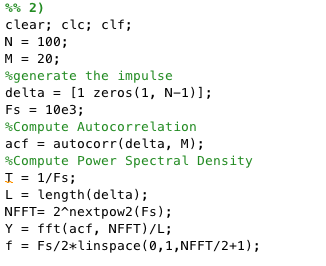 %% 2)
clear; clc; clf;
N = 100;
M = 20;
%generate the impulse
delta = [1 zeros(1, N-1)];
Fs = 10e3;
%Compute Autocorrelation
acf = autocorr(delta, M);
%Compute Power Spectral Density
T = 1/Fs;
L = length(delta);
NFFT= 2^nextpow2(Fs);
Y = fft(acf, NFFT)/L;
f = Fs/2*linspace(0,1,NFFT/2+1);